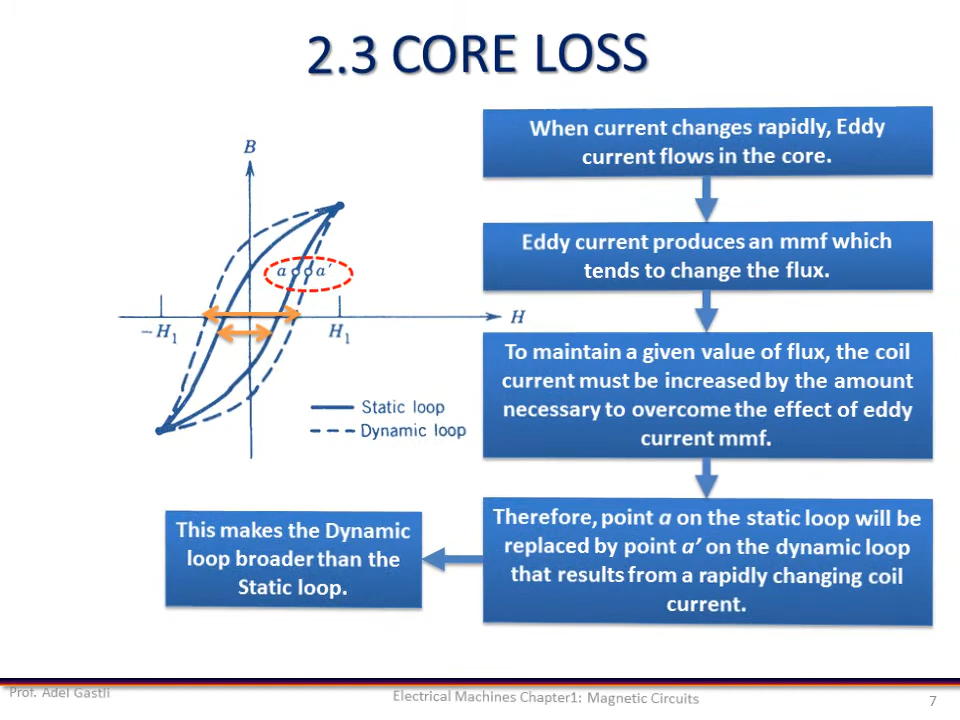 2.3 CORE LOSS
When current changes rapidly, Eddy
current flows in the core.
Eddy current produces an mmf which
tends to change the flux.
To maintain a given value of flux, the coil
current must be increased by the amount
necessary to overcome the effect of eddy
current mmf.
Therefore, point a on the static loop will be
replaced by point a’ on the dynamic loop
that results from a rapidly changing coil
current.
This makes the Dynamic
loop broader than the
Static loop.
B
a
a′
H
−H₁
H₁
Static loop
Dynamic loop
Prof. Adel Gastli
Electrical Machines Chapter1: Magnetic Circuits
7